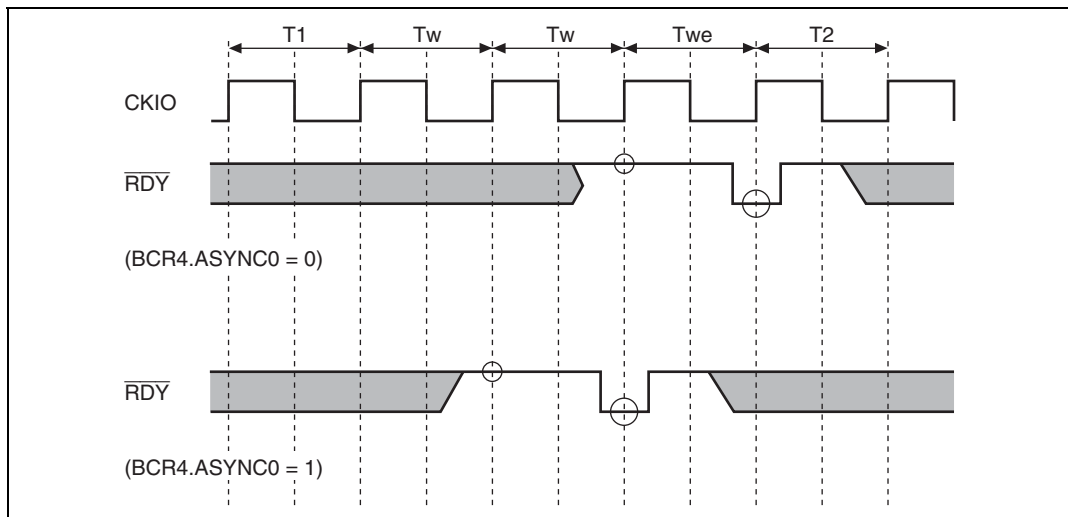 T1 Tw Tw Twe T2
CKIO
RDY
(BCR4.ASYNC0 = 0)
RDY
(BCR4.ASYNC0 = 1)